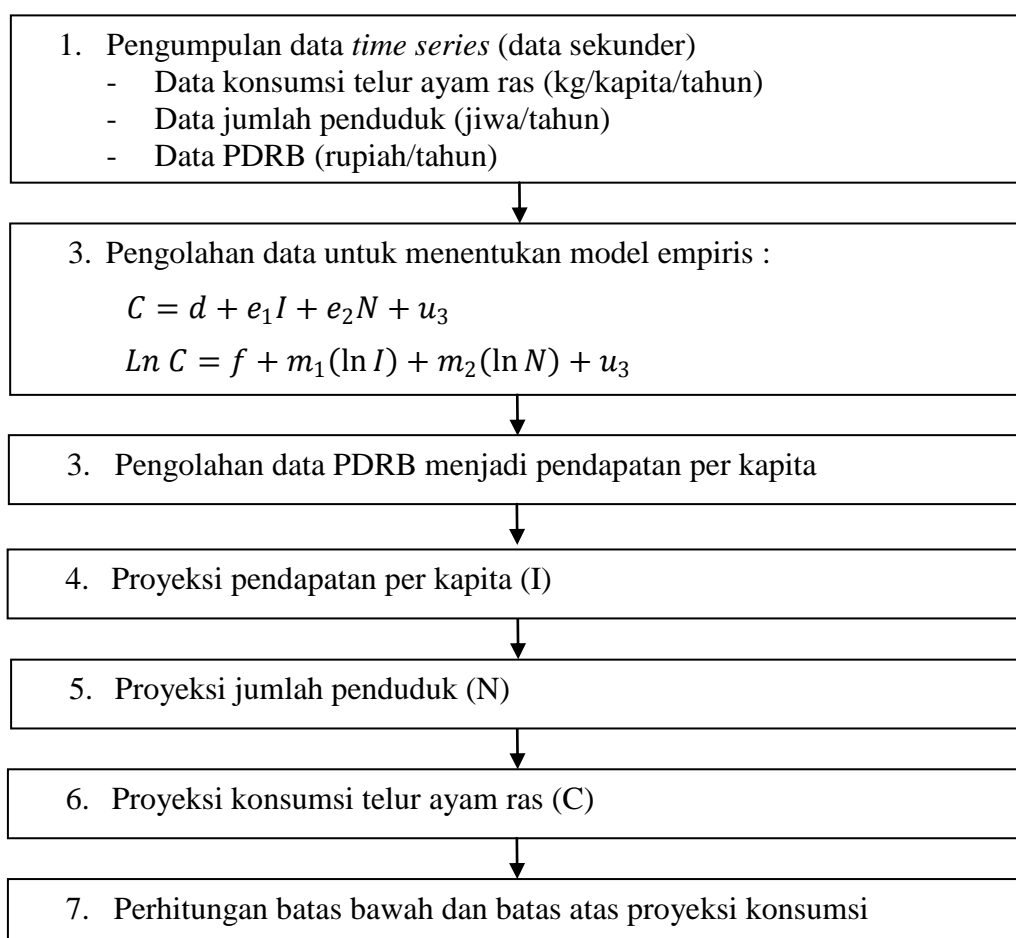 1. Pengumpulan data time series (data sekunder)
- Data konsumsi telur ayam ras (kg/kapita/tahun)
- Data jumlah penduduk (jiwa/tahun)
- Data PDRB (rupiah/tahun)
3. Pengolahan data untuk menentukan model empiris :
C = d + e₁I + e₂N + u₃
Ln C = f + m₁(ln I) + m₂(ln N) + u₃
3. Pengolahan data PDRB menjadi pendapatan per kapita
4. Proyeksi pendapatan per kapita (I)
5. Proyeksi jumlah penduduk (N)
6. Proyeksi konsumsi telur ayam ras (C)
7. Perhitungan batas bawah dan batas atas proyeksi konsumsi